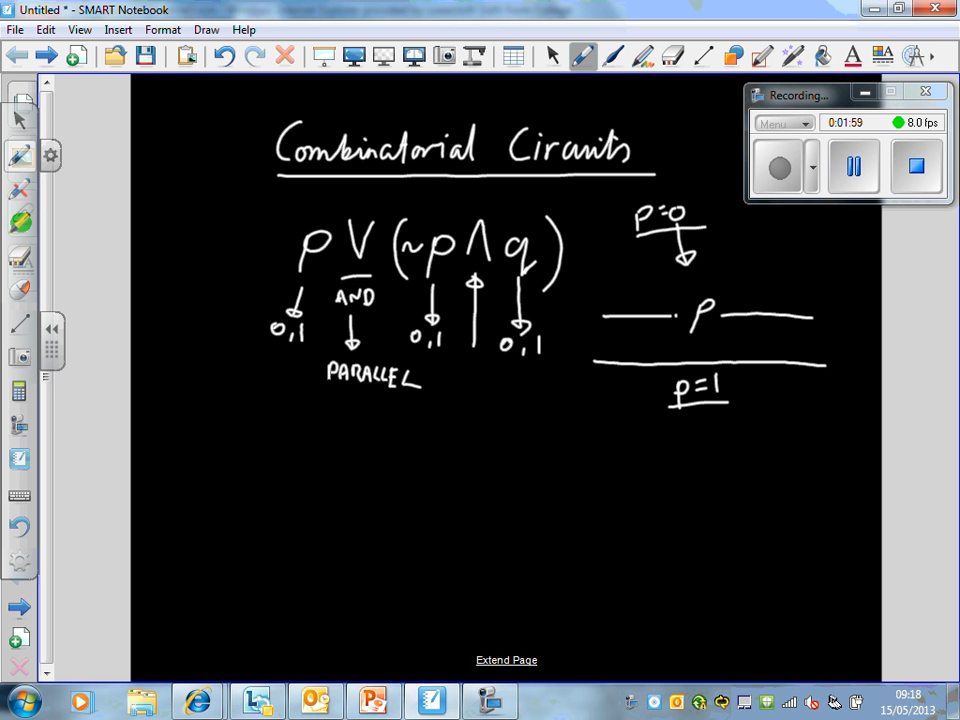 Untitled * - SMART Notebook
File Edit View Insert Format Draw Help
Recording...
Menu 0:01:59 8.0 fps
Combinatorial Circuits
p V (~p Λ q)
p=0
AND
0,1 0,1 0,1
PARALLEL
p
p=1
Extend Page
09:18
15/05/2013